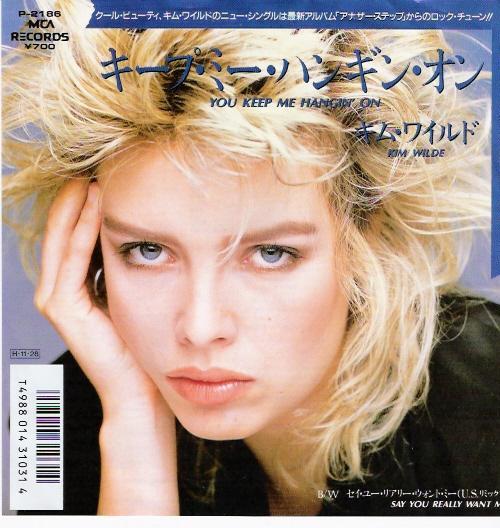 P-2186
MCA
RECORDS
¥700
クール・ビューティ、キム・ワイルドのニュー・シングルは最新アルバム「アナザー・ステップ」からのロック・チューン!!
キープ・ミー・ハンギン・オン
YOU KEEP ME HANGIN' ON
キム・ワイルド
KIM WILDE
H・11・28
T4988 014 310314
B/W セイ・ユー・リアリー・ウォント・ミー(U.S.リミック
SAY YOU REALLY WANT M